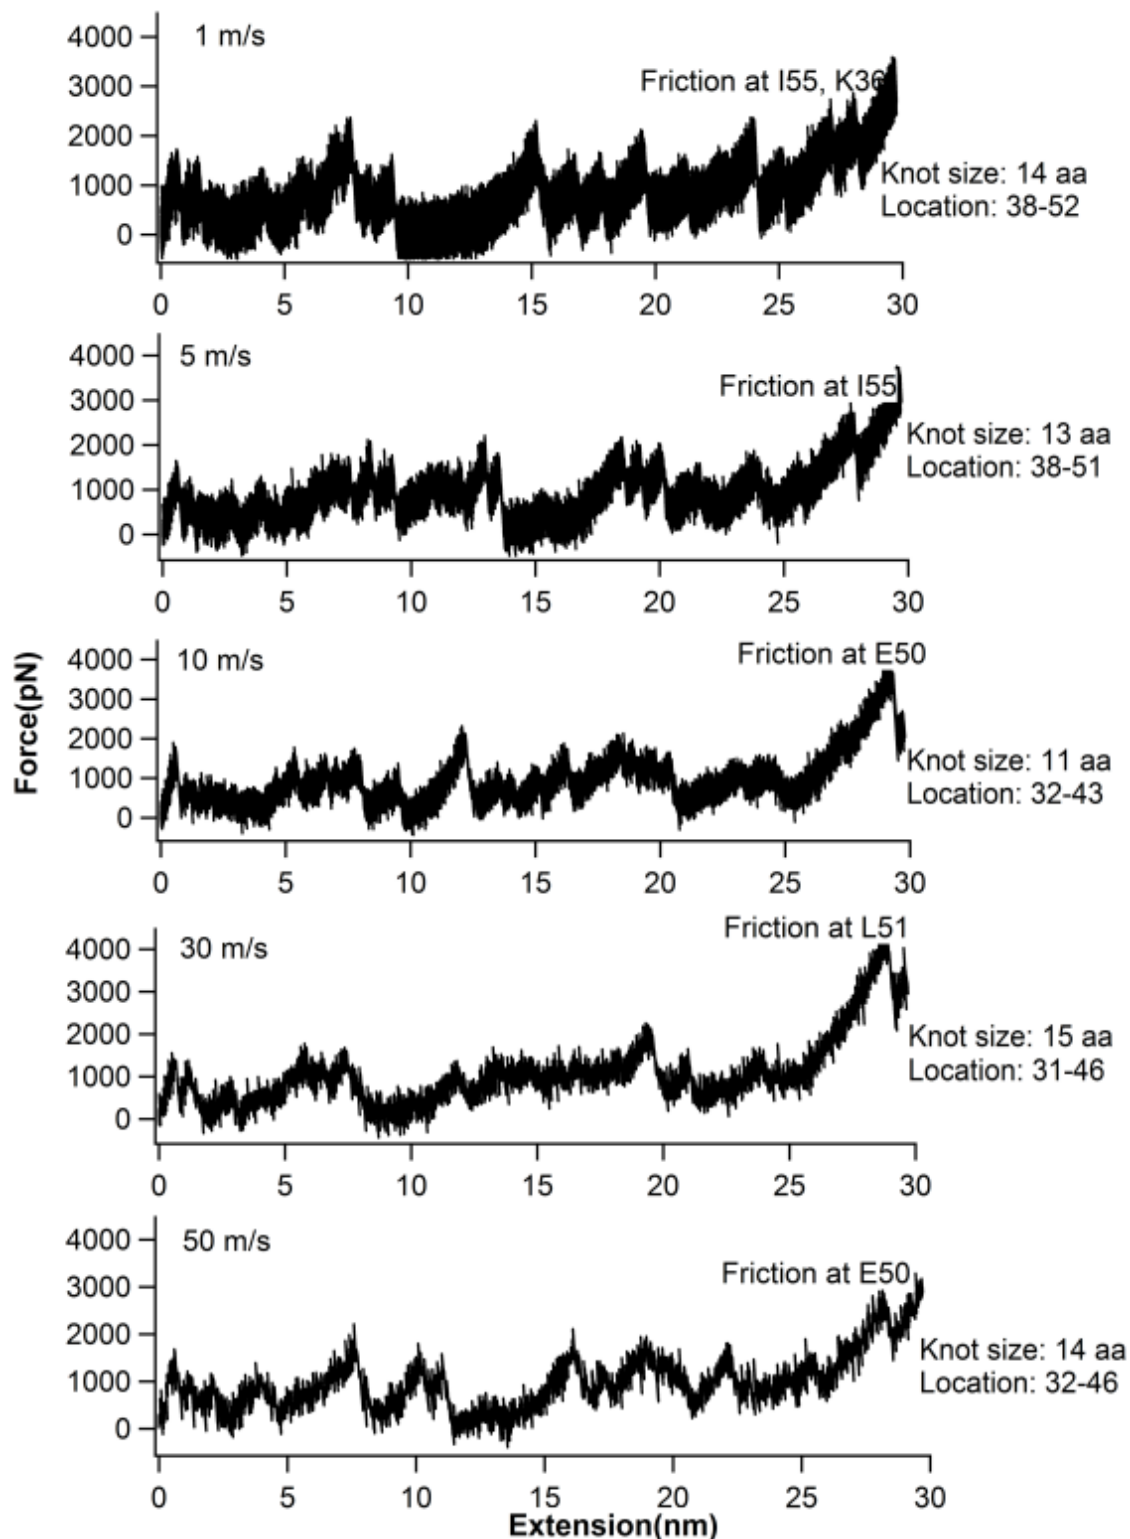 4000
1 m/s
Friction at I55, K36
3000
2000
Knot size: 14 aa
1000
Location: 38-52
0
0 5 10 15 20 25 30
5 m/s
4000
Friction at I55
3000
Knot size: 13 aa
2000
Location: 38-51
1000
0
0 5 10 15 20 25 30
Force(pN)
10 m/s
Friction at E50
4000
3000
2000
Knot size: 11 aa
1000
Location: 32-43
0
0 5 10 15 20 25 30
Friction at L51
30 m/s
4000
3000
2000
Knot size: 15 aa
1000
Location: 31-46
0
0 5 10 15 20 25 30
50 m/s
4000
Friction at E50
3000
2000
Knot size: 14 aa
1000
Location: 32-46
0
0 5 10 15 20 25 30
Extension(nm)